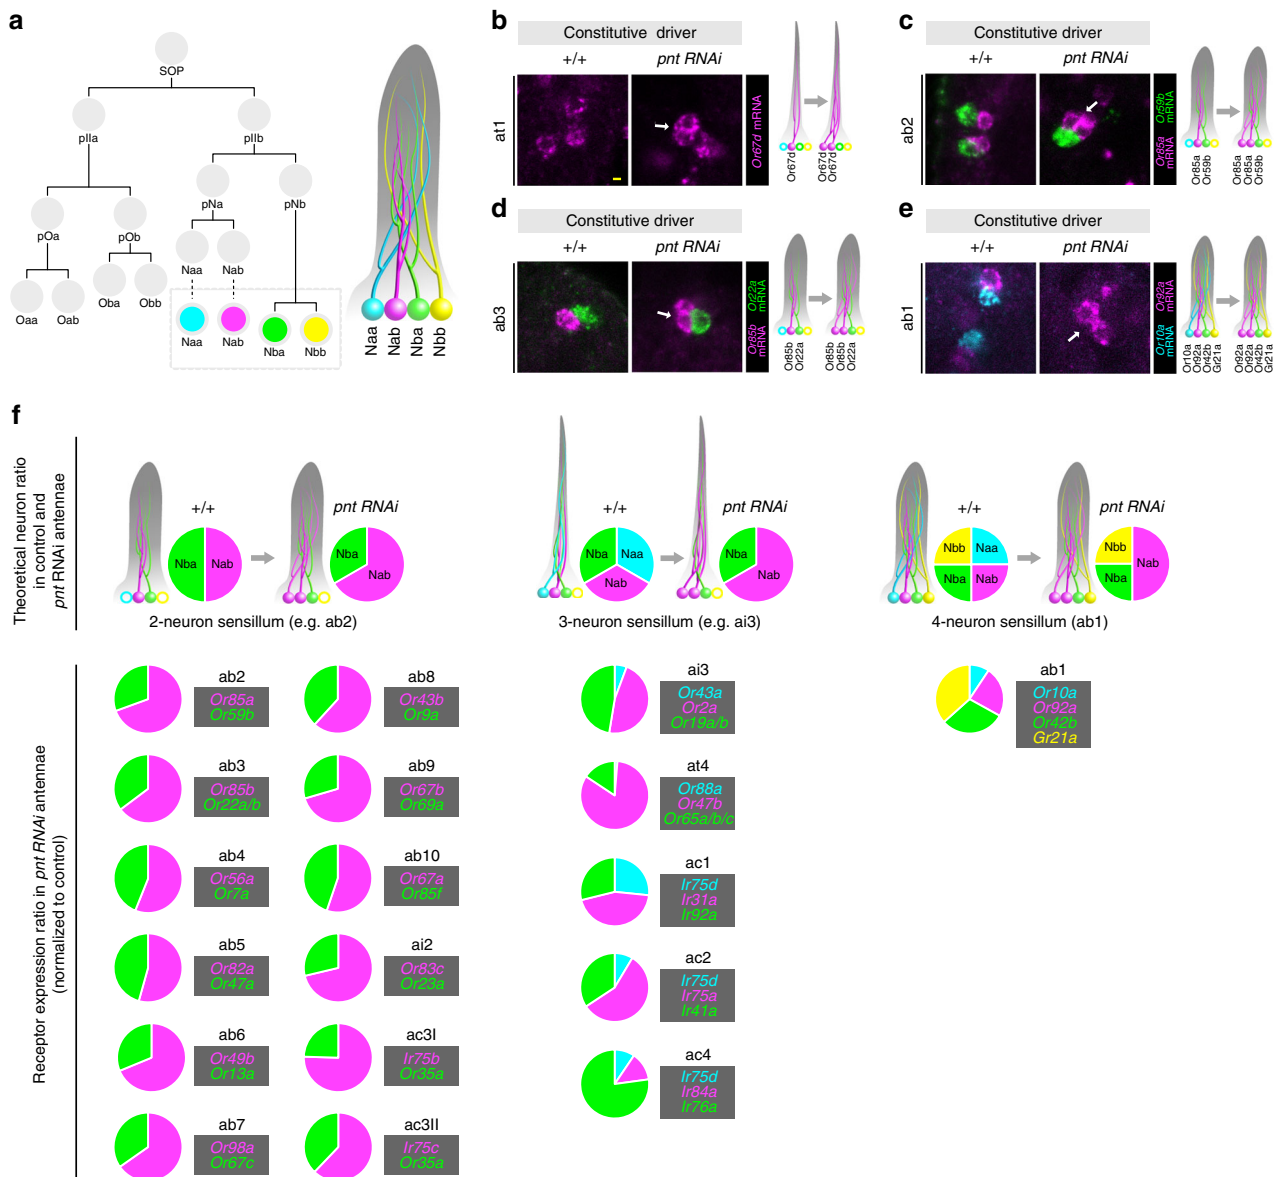 a
SOP
pIIa
pIIb
pNa
pNb
pOa
pOb
Naa
Nab
Oba
Obb
Oaa
Oab
Naa
Nab
Nba
Nbb
Naa
Nab
Nba
Nbb
b
Constitutive driver
+/+
pnt RNAi
at1
Or67d mRNA
Or67d
Or67d
Or67d
c
Constitutive driver
+/+
pnt RNAi
ab2
Or59b
mRNA
Or85a
mRNA
Or85a
Or59b
Or85a
Or85a
Or59b
d
Constitutive driver
+/+
pnt RNAi
ab3
Or22a
mRNA
Or85b
mRNA
Or85b
Or22a
Or85b
Or85b
Or22a
e
Constitutive driver
+/+
pnt RNAi
ab1
Or92a
mRNA
Or10a
mRNA
Or10a
Or92a
Or42b
Gr21a
Or92a
Or92a
Or42b
Gr21a
f
Theoretical neuron ratio
in control and
pnt RNAi antennae
+/+
pnt RNAi
Nba
Nab
Nba
Nab
2-neuron sensillum (e.g. ab2)
+/+
pnt RNAi
Nba
Naa
Nab
Nba
Nab
3-neuron sensillum (e.g. ai3)
+/+
pnt RNAi
Nbb
Naa
Nba
Nab
Nbb
Nba
Nab
4-neuron sensillum (ab1)
Receptor expression ratio in pnt RNAi antennae
(normalized to control)
ab2
Or85a
Or59b
ab3
Or85b
Or22a/b
ab4
Or56a
Or7a
ab5
Or82a
Or47a
ab6
Or49b
Or13a
ab7
Or98a
Or67c
ab8
Or43b
Or9a
ab9
Or67b
Or69a
ab10
Or67a
Or85f
ai2
Or83c
Or23a
ac3I
Ir75b
Or35a
ac3II
Ir75c
Or35a
ai3
Or43a
Or2a
Or19a/b
at4
Or88a
Or47b
Or65a/b/c
ac1
Ir75d
Ir31a
Ir92a
ac2
Ir75d
Ir75a
Ir41a
ac4
Ir75d
Ir84a
Ir76a
ab1
Or10a
Or92a
Or42b
Gr21a